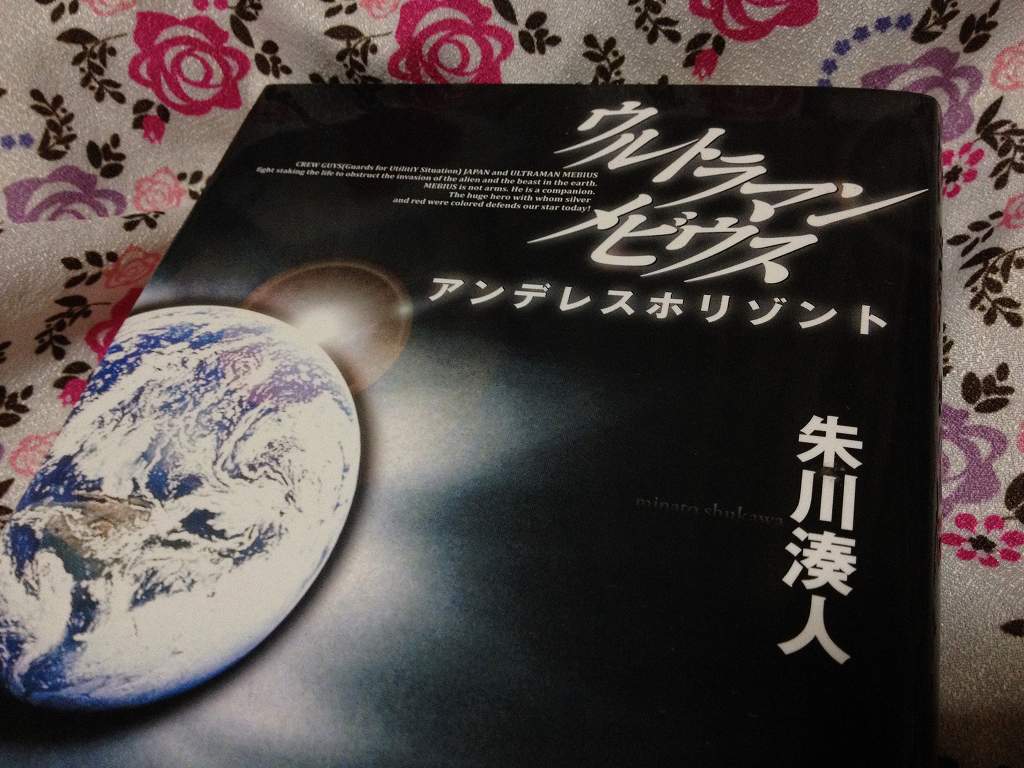 ウルトラマン
メビウス
CREW GUYS(Guards for UtilitY Situation) JAPAN and ULTRAMAN MEBIUS
fight staking the life to obstruct the invasion of the alien and the beast in the earth.
MEBIUS is not arms. He is a companion.
The huge hero with whom silver
and red were colored defends our star today!
アンデレスホリゾント
朱川湊人
minato shukawa